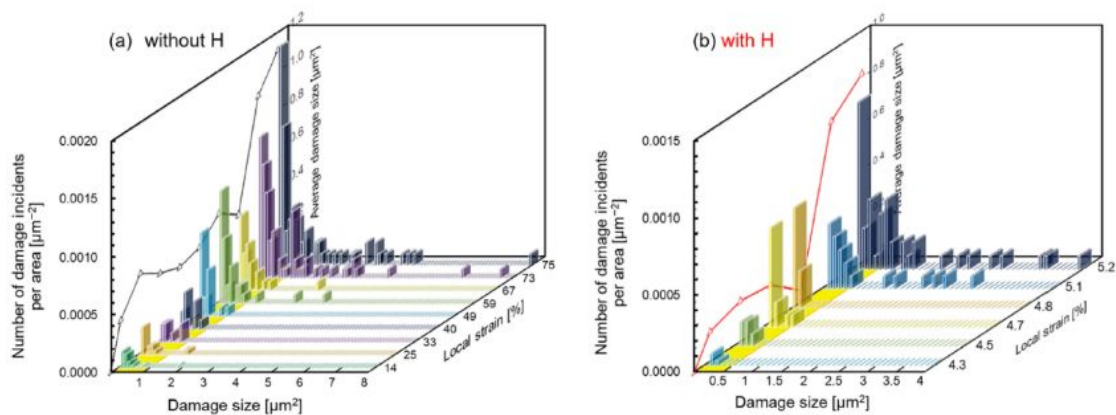 (a) without H
1.2
1.0
0.8
0.6
0.4
Average damage size [µm²]
0.0020
0.0015
0.0010
0.0005
0.0000
Number of damage incidents
per area [µm⁻²]
1 2 3 4 5 6 7 8
Damage size [µm²]
14 25 33 40 49 59 67 73 75
Local strain [%]
(b) with H
1.0
0.8
0.4
Average damage size [µm²]
0.0015
0.0010
0.0005
0.0000
Number of damage incidents
per area [µm⁻²]
0.5 1 1.5 2 2.5 3 3.5 4
Damage size [µm²]
4.3 4.5 4.7 4.8 5.1 5.2
Local strain [%]